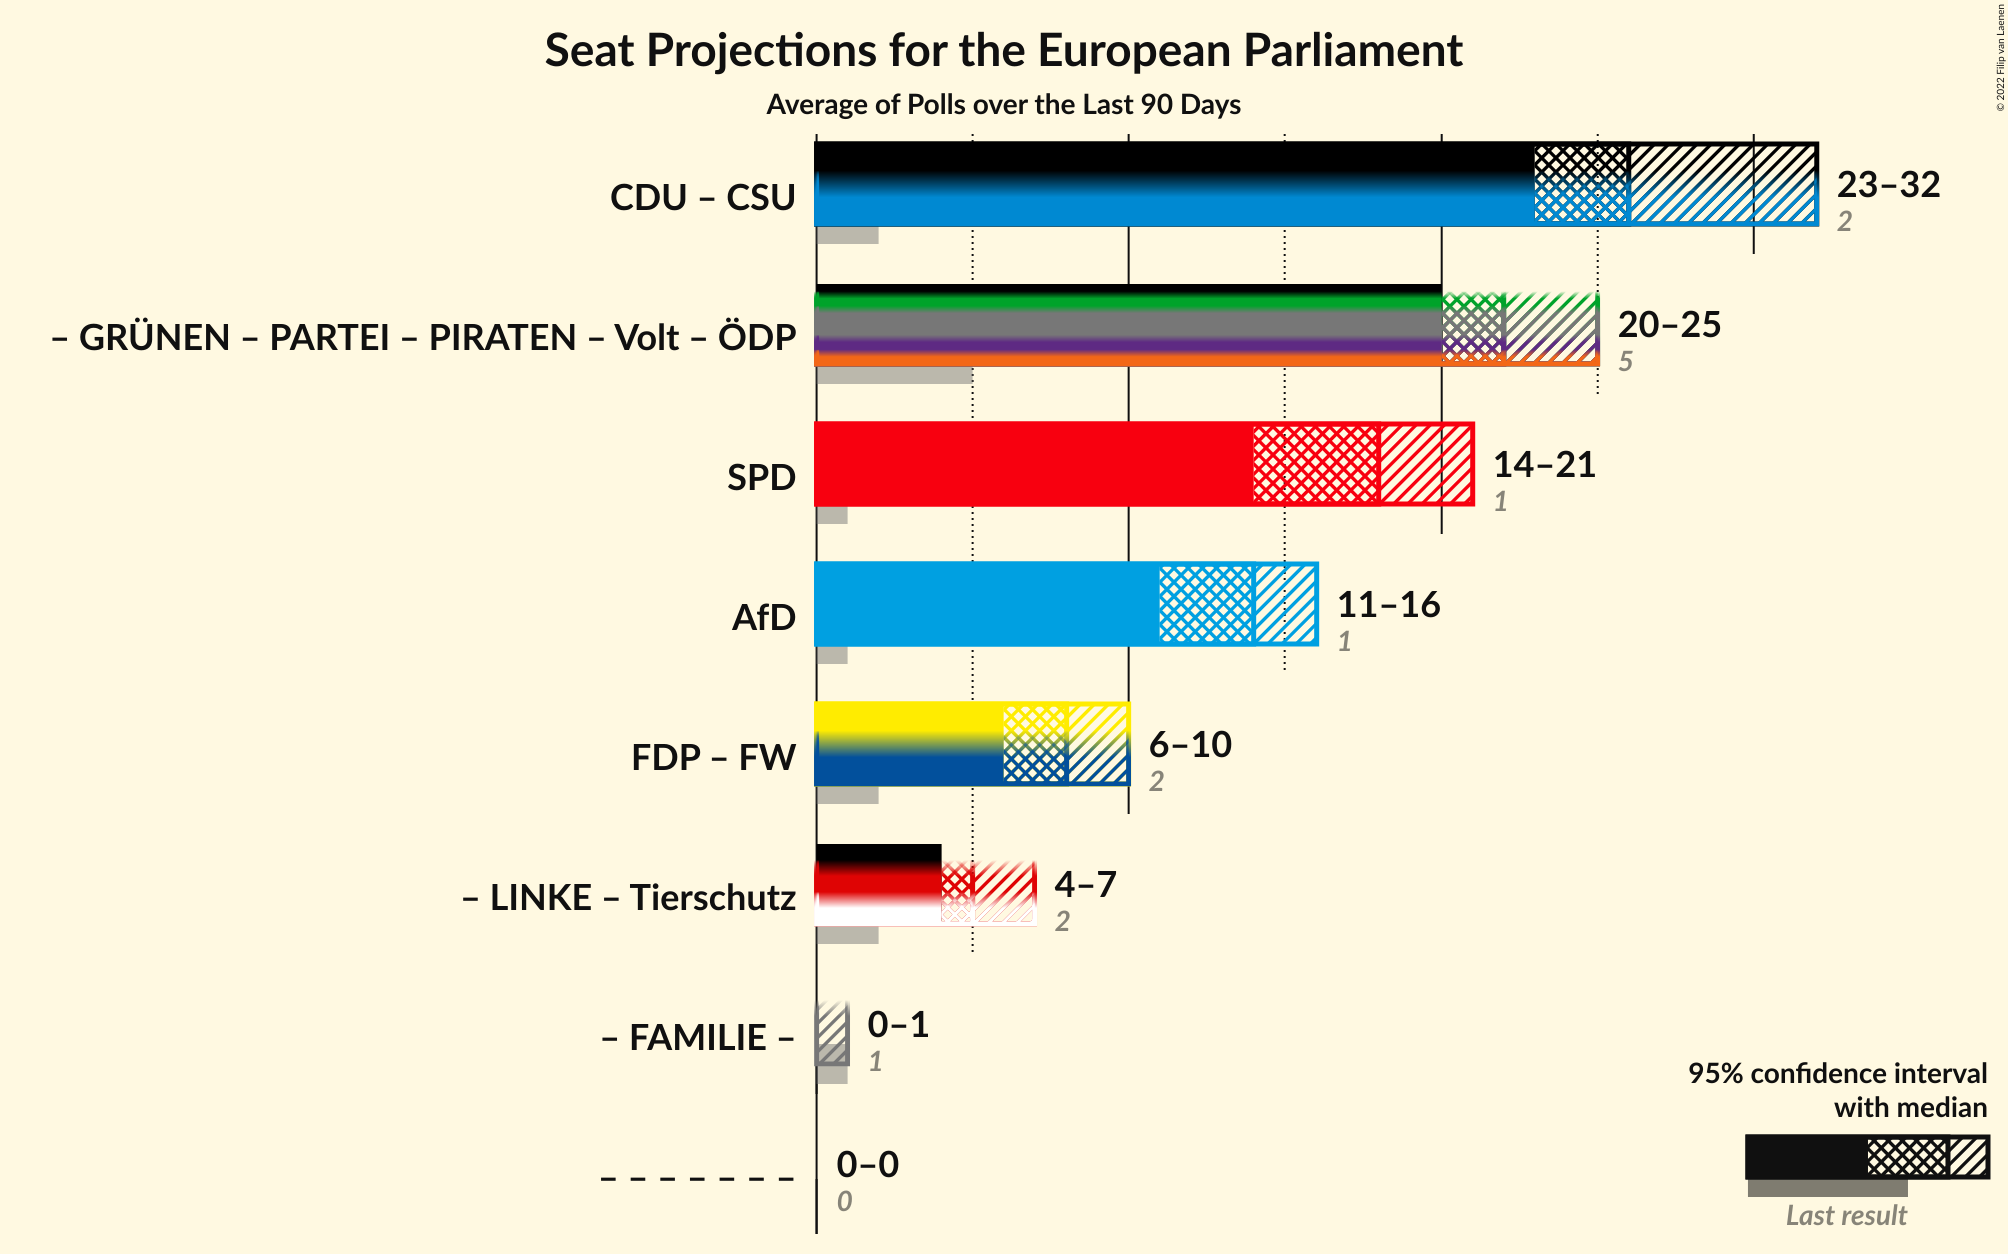 Seat Projections for the European Parliament
Average of Polls over the Last 90 Days
© 2022 Filip van Laenen
CDU – CSU
23–32
2
– GRÜNEN – PARTEI – PIRATEN – Volt – ÖDP
20–25
5
SPD
14–21
1
AfD
11–16
1
FDP – FW
6–10
2
– LINKE – Tierschutz
4–7
2
– FAMILIE –
0–1
1
– – – – – – –
0–0
0
95% confidence interval
with median
Last result